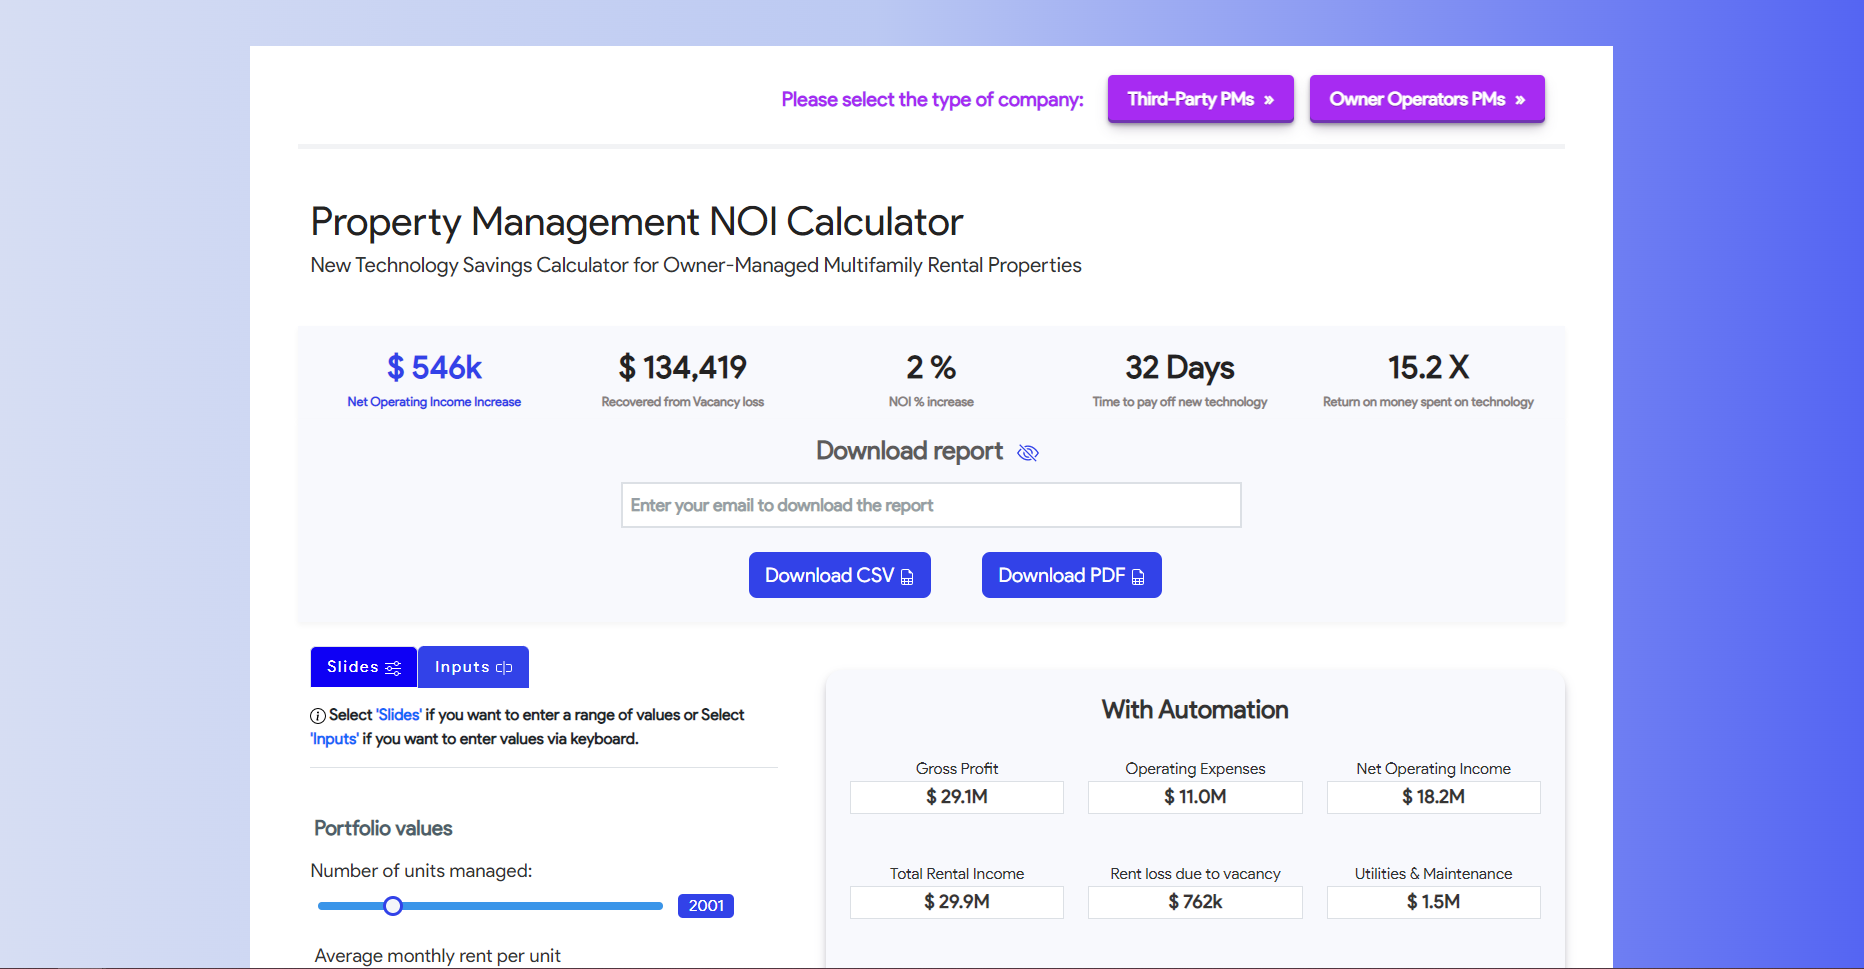 Please select the type of company:
Third-Party PMs »
Owner Operators PMs »
Property Management NOI Calculator
New Technology Savings Calculator for Owner-Managed Multifamily Rental Properties
$ 546k
Net Operating Income Increase
$ 134,419
Recovered from Vacancy loss
2 %
NOI % increase
32 Days
Time to pay off new technology
15.2 X
Return on money spent on technology
Download report
Enter your email to download the report
Download CSV
Download PDF
Slides
Inputs
Select 'Slides' if you want to enter a range of values or Select
'Inputs' if you want to enter values via keyboard.
Portfolio values
Number of units managed:
2001
Average monthly rent per unit
With Automation
Gross Profit
$ 29.1M
Operating Expenses
$ 11.0M
Net Operating Income
$ 18.2M
Total Rental Income
$ 29.9M
Rent loss due to vacancy
$ 762k
Utilities & Maintenance
$ 1.5M